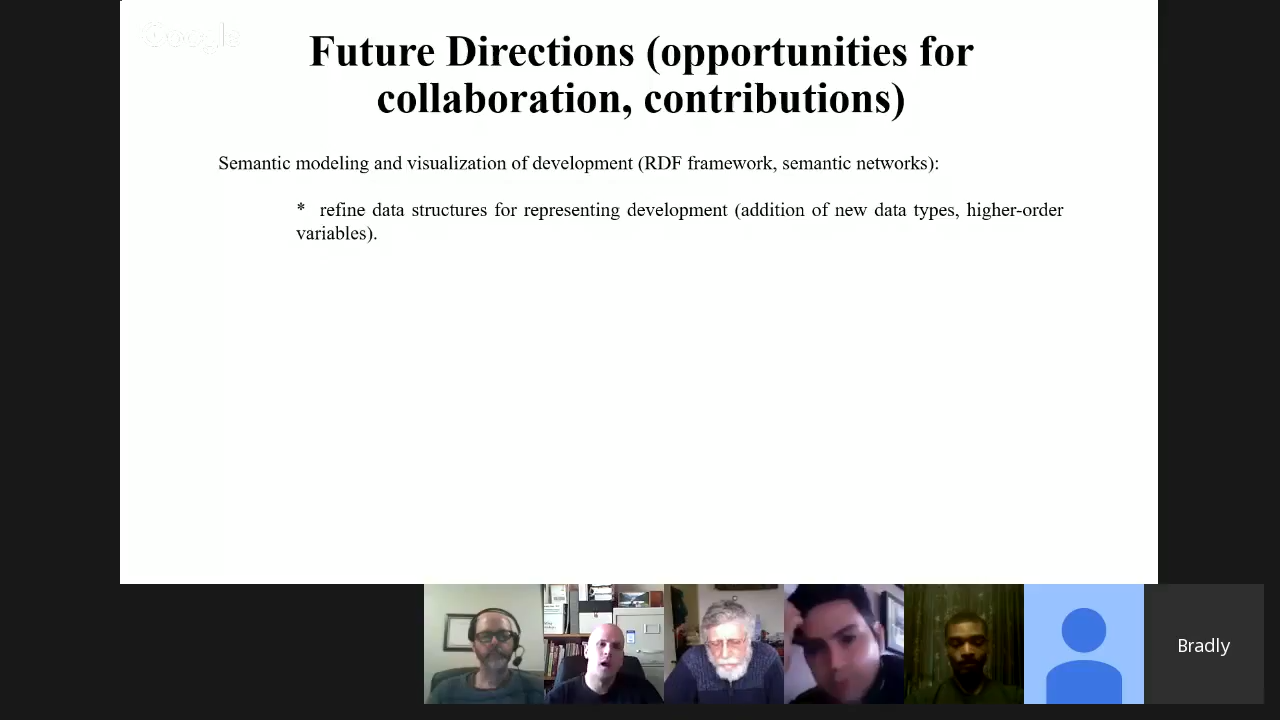 Google
Future Directions (opportunities for
collaboration, contributions)
Semantic modeling and visualization of development (RDF framework, semantic networks):
* refine data structures for representing development (addition of new data types, higher-order
variables).
Bradly